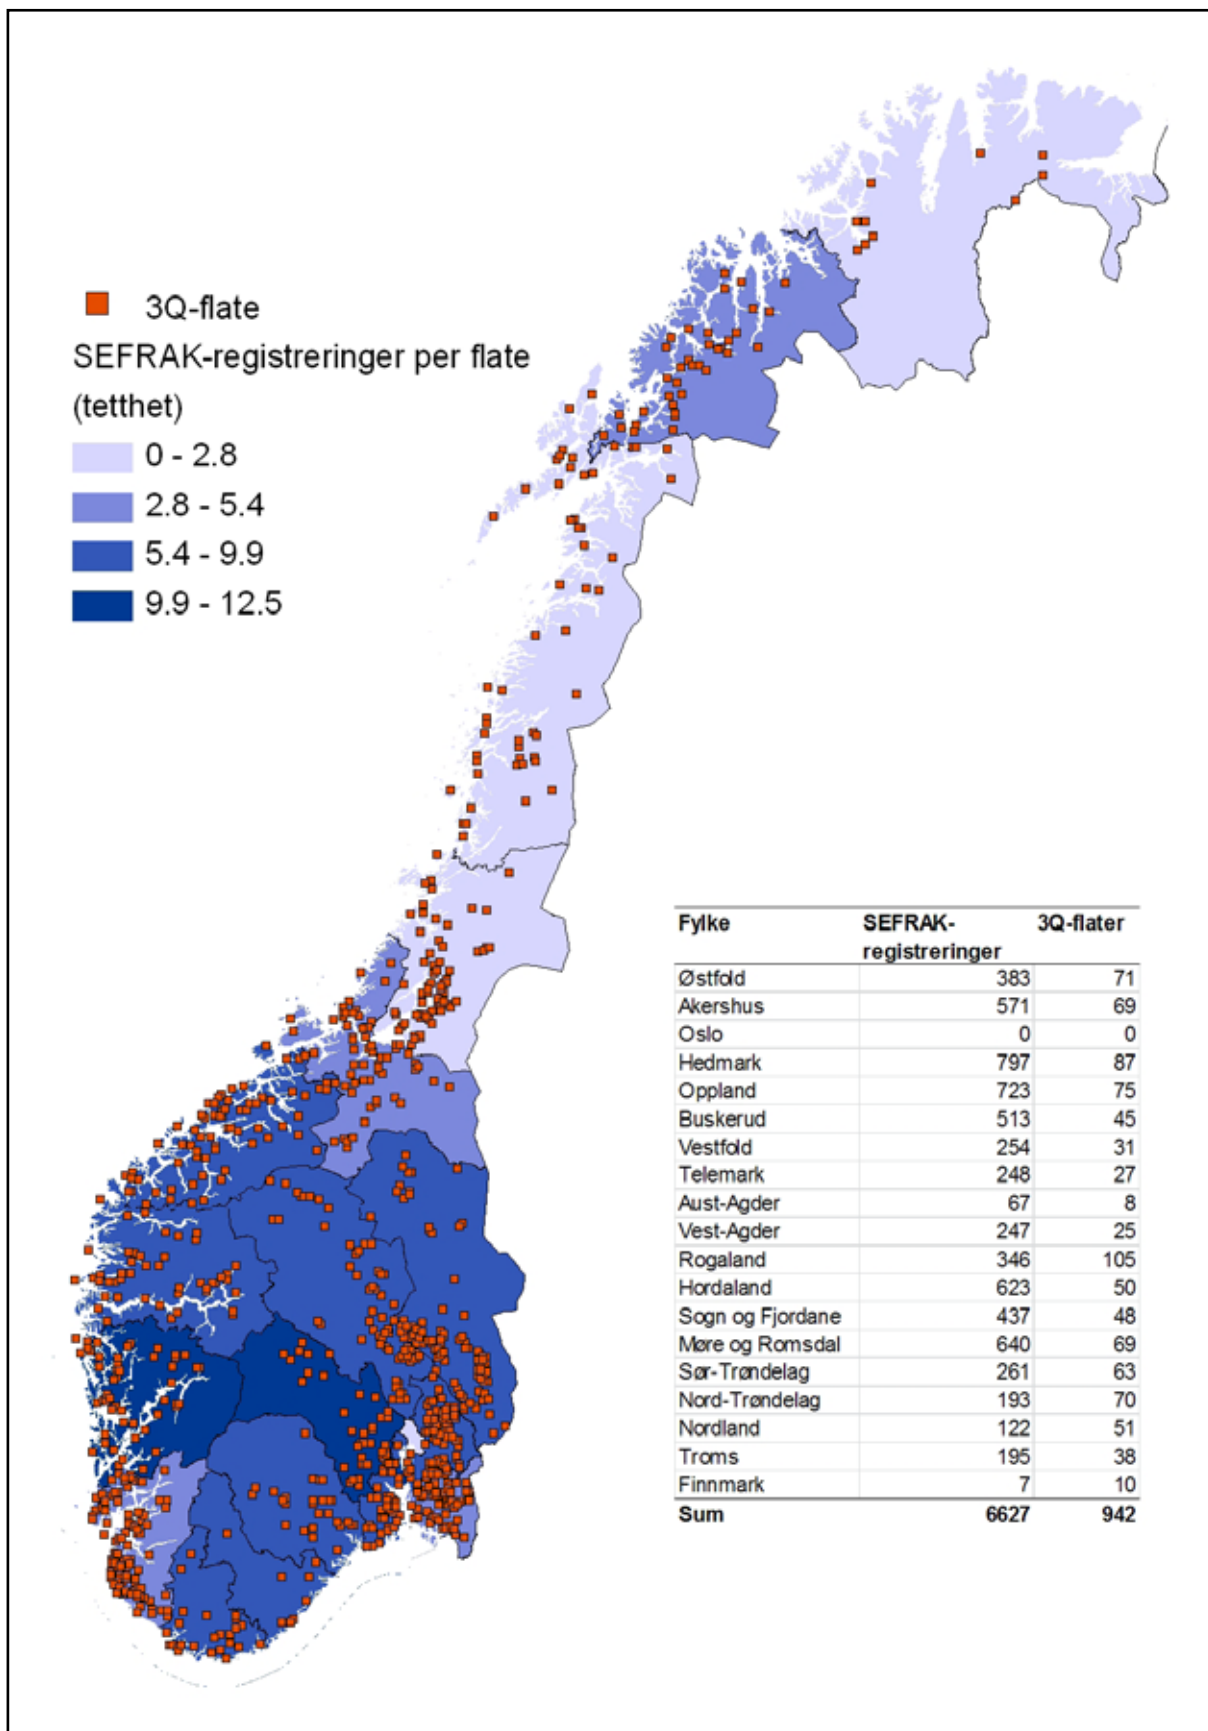 3Q-flate
SEFRAK-registreringer per flate
(tetthet)
0 - 2.8
2.8 - 5.4
5.4 - 9.9
9.9 - 12.5
Fylke SEFRAK- 3Q-flater
registreringer
Østfold 383 71
Akershus 571 69
Oslo 0 0
Hedmark 797 87
Oppland 723 75
Buskerud 513 45
Vestfold 254 31
Telemark 248 27
Aust-Agder 67 8
Vest-Agder 247 25
Rogaland 346 105
Hordaland 623 50
Sogn og Fjordane 437 48
Møre og Romsdal 640 69
Sør-Trøndelag 261 63
Nord-Trøndelag 193 70
Nordland 122 51
Troms 195 38
Finnmark 7 10
Sum 6627 942